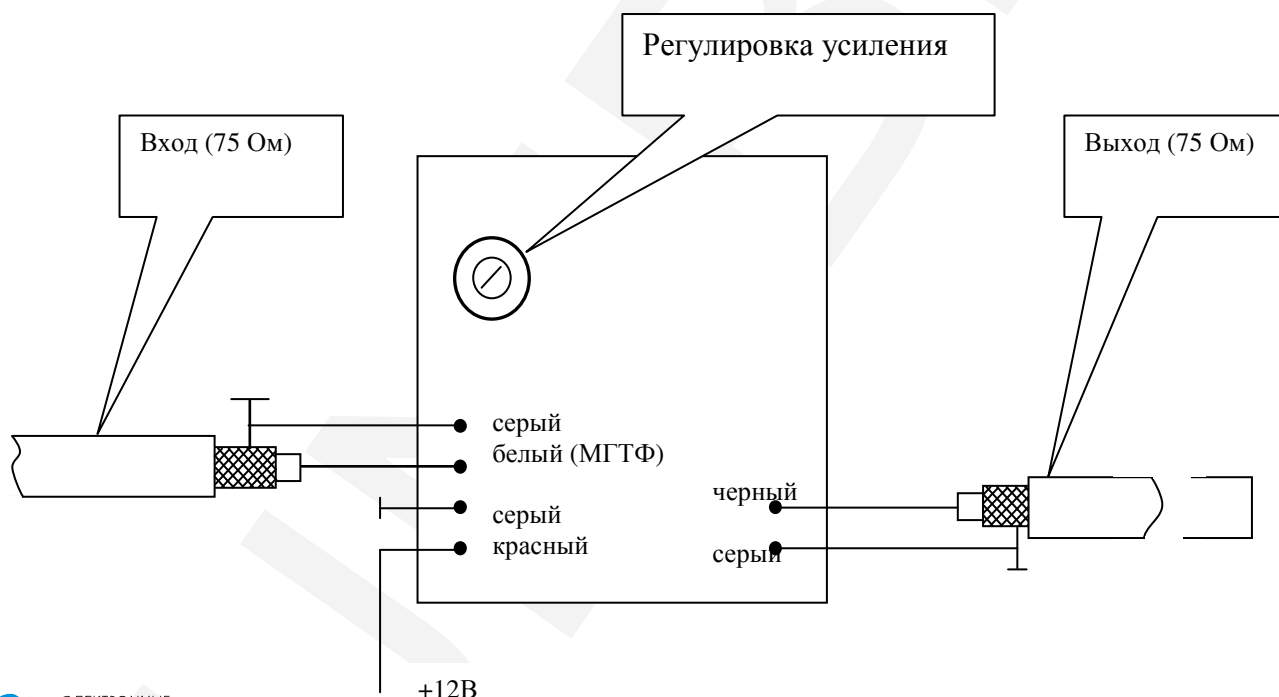 Регулировка усиления
Вход (75 Ом)
Выход (75 Ом)
серый
белый (МГТФ)
серый
красный
черный
серый
+12В